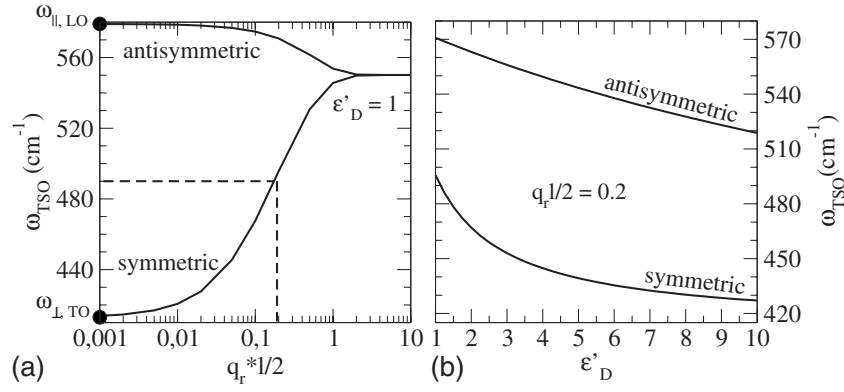 ω∥, LO
antisymmetric
ε'D = 1
ωTSO (cm-1)
symmetric
ω⊥, TO
550
520
480
440
0,001 0,01 0,1 1 10
qr*l/2
(a)
antisymmetric
qrl/2 = 0.2
symmetric
570
540
510
480
450
420
ωTSO (cm-1)
1 2 3 4 5 6 7 8 9 10
ε'D
(b)